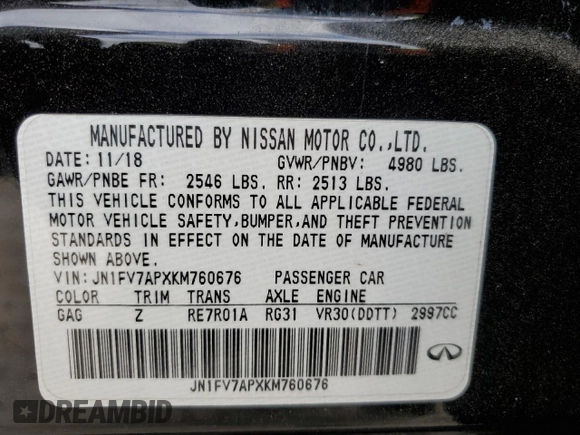 MANUFACTURED BY NISSAN MOTOR CO.,LTD.
DATE: 11/18 GVWR/PNBV: 4980 LBS.
GAWR/PNBE FR: 2546 LBS. RR: 2513 LBS.
THIS VEHICLE CONFORMS TO ALL APPLICABLE FEDERAL
MOTOR VEHICLE SAFETY,BUMPER,AND THEFT PREVENTION
STANDARDS IN EFFECT ON THE DATE OF MANUFACTURE
SHOWN ABOVE.
VIN: JN1FV7APXKM760676 PASSENGER CAR
COLOR TRIM TRANS AXLE ENGINE
GAG Z RE7R01A RG31 VR30(DDTT) 2997CC
JN1FV7APXKM760676
DREAMBID